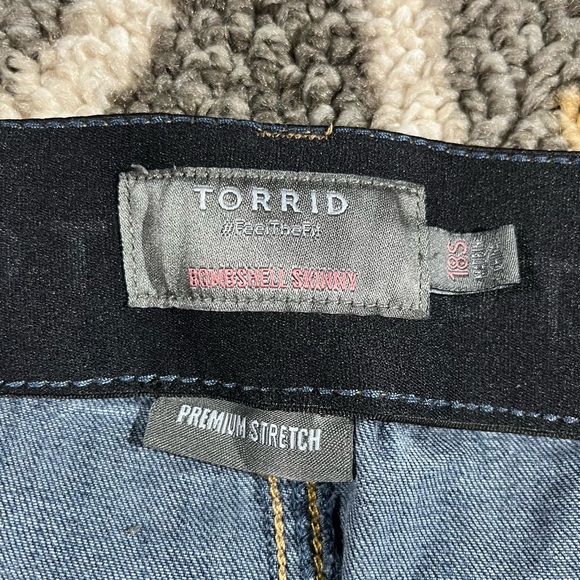 TORRID
#FeelTheFit
BOMBSHELL SKINNY
18S
PREMIUM STRETCH